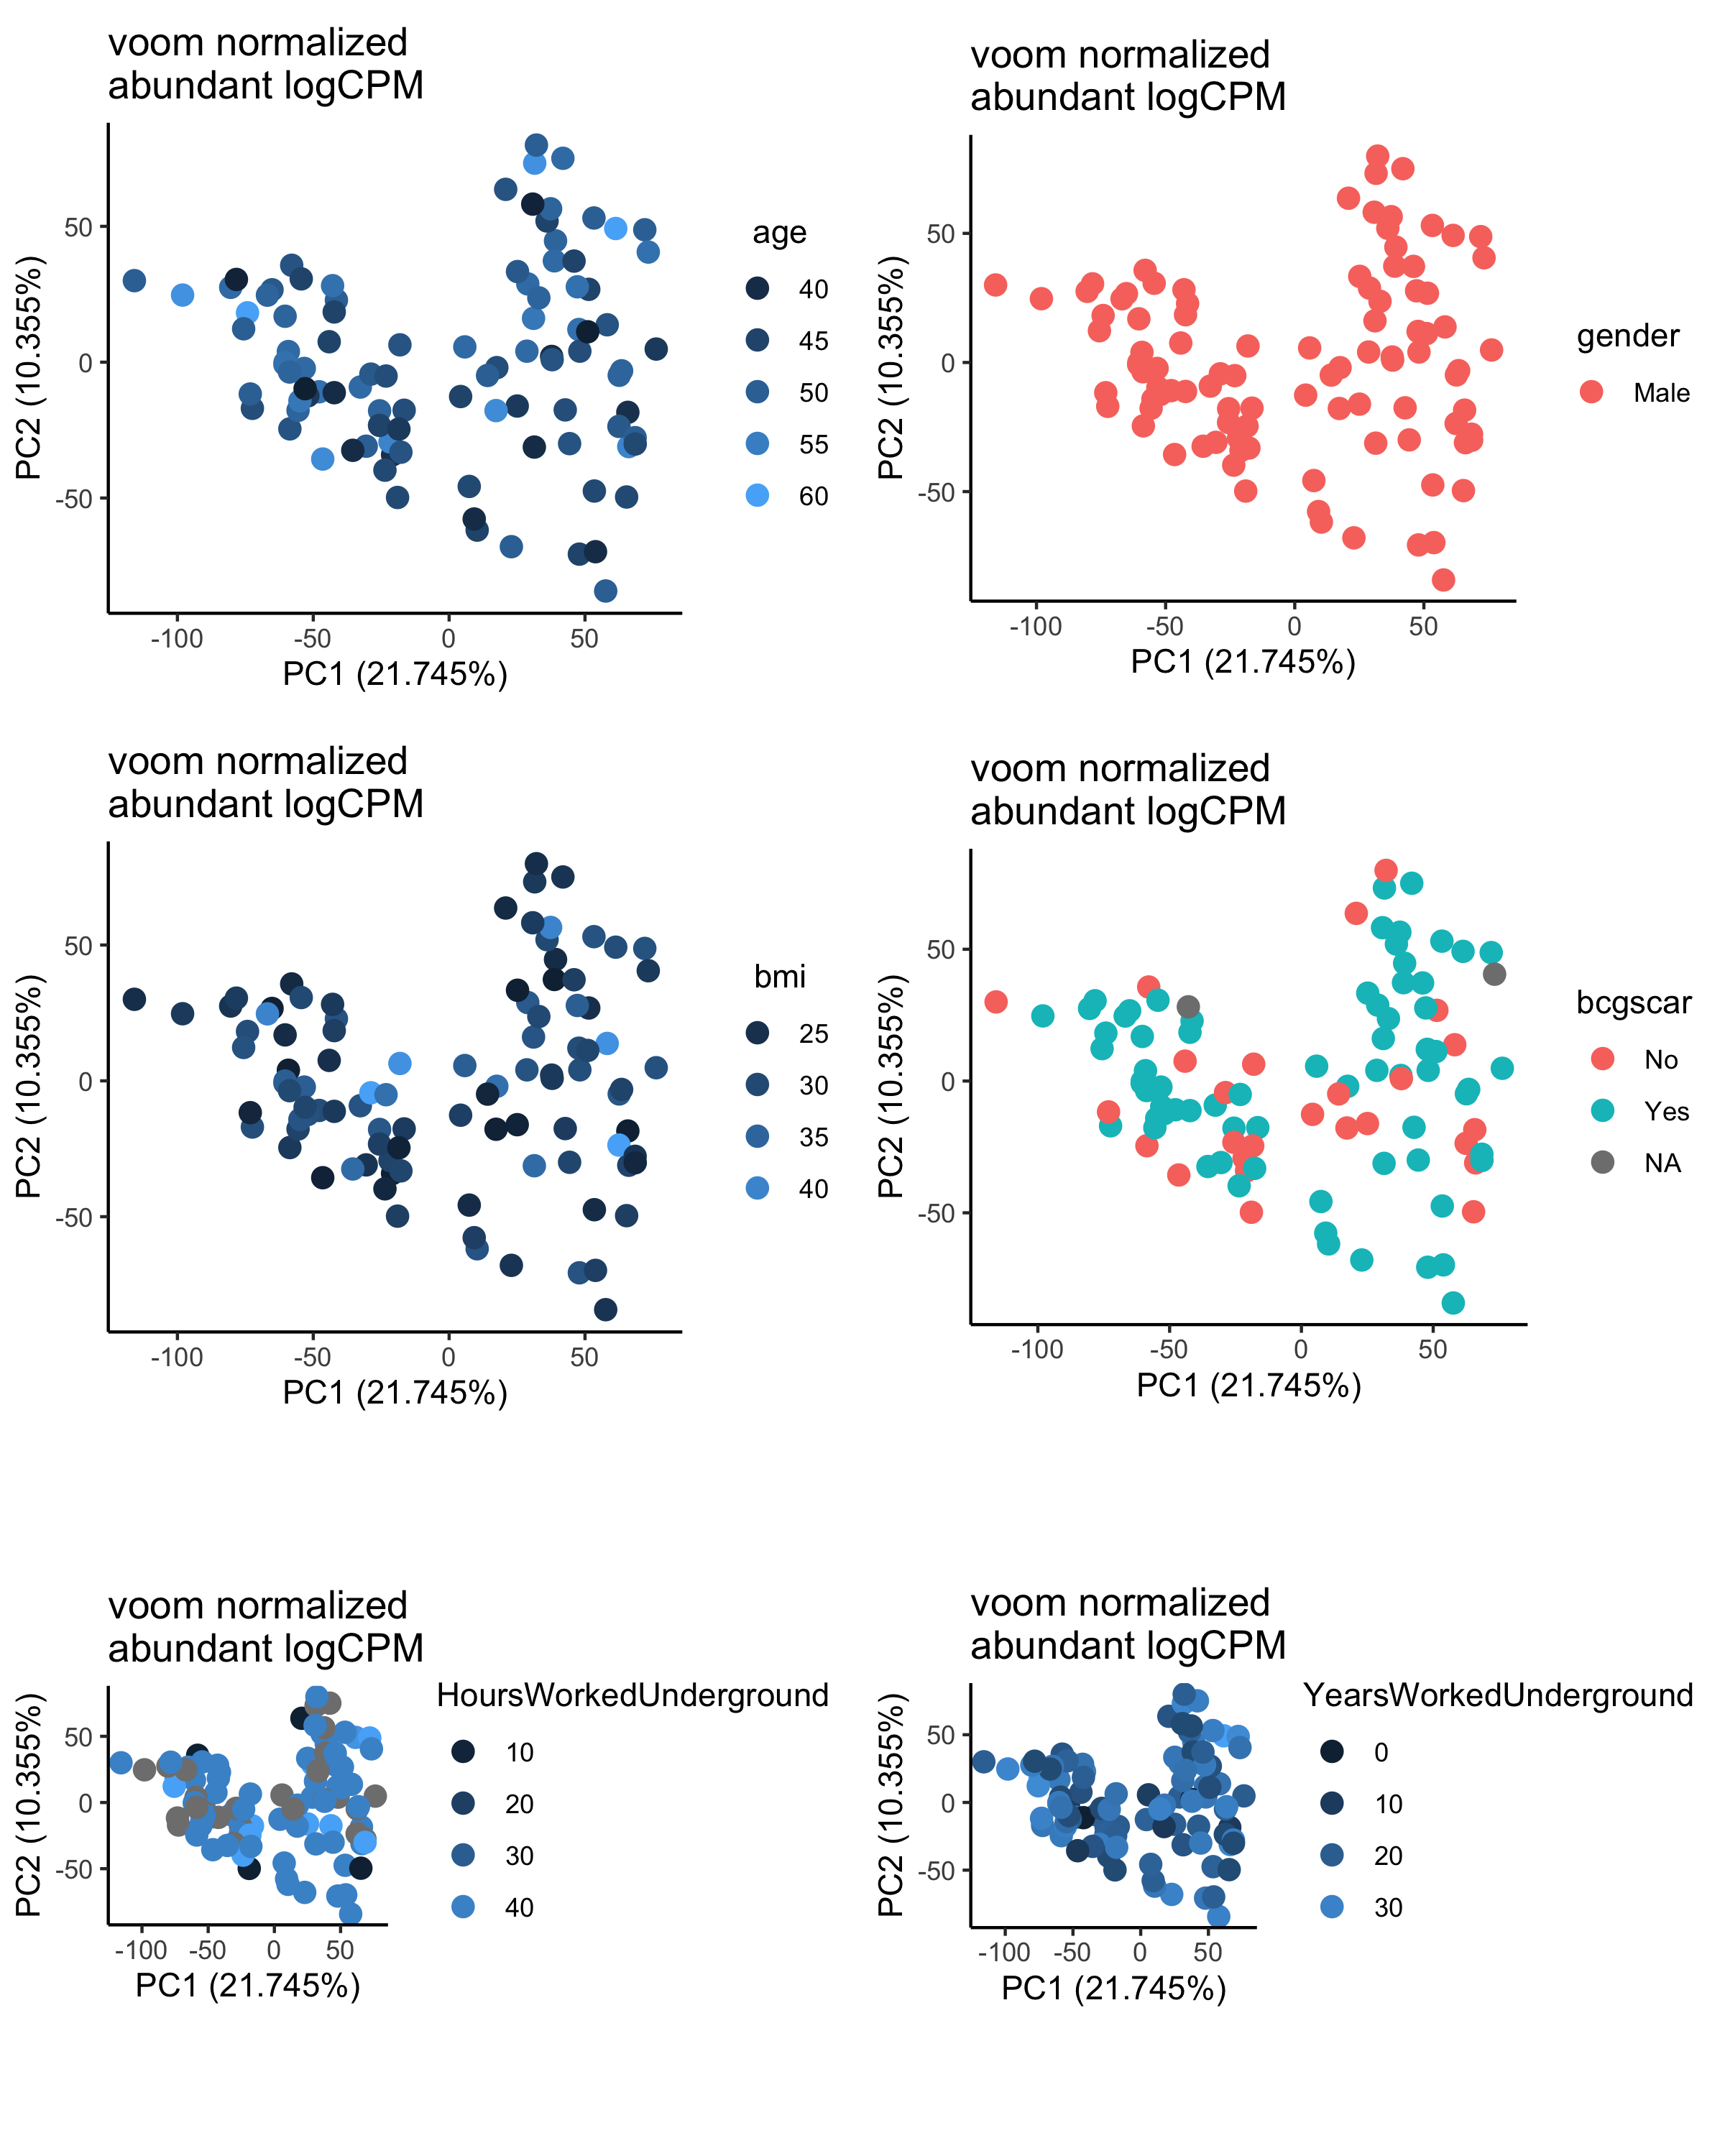 voom normalized
abundant logCPM
50
0
-50
-100
-50
0
50
PC1 (21.745%)
PC2 (10.355%)
age
40
45
50
55
60
voom normalized
abundant logCPM
50
0
-50
-100
-50
0
50
PC1 (21.745%)
PC2 (10.355%)
gender
Male
voom normalized
abundant logCPM
50
0
-50
-100
-50
0
50
PC1 (21.745%)
PC2 (10.355%)
bmi
25
30
35
40
voom normalized
abundant logCPM
50
0
-50
-100
-50
0
50
PC1 (21.745%)
PC2 (10.355%)
bcgscar
No
Yes
NA
voom normalized
abundant logCPM
50
0
-50
-100
-50
0
50
PC1 (21.745%)
PC2 (10.355%)
HoursWorkedUnderground
10
20
30
40
voom normalized
abundant logCPM
50
0
-50
-100
-50
0
50
PC1 (21.745%)
PC2 (10.355%)
YearsWorkedUnderground
0
10
20
30